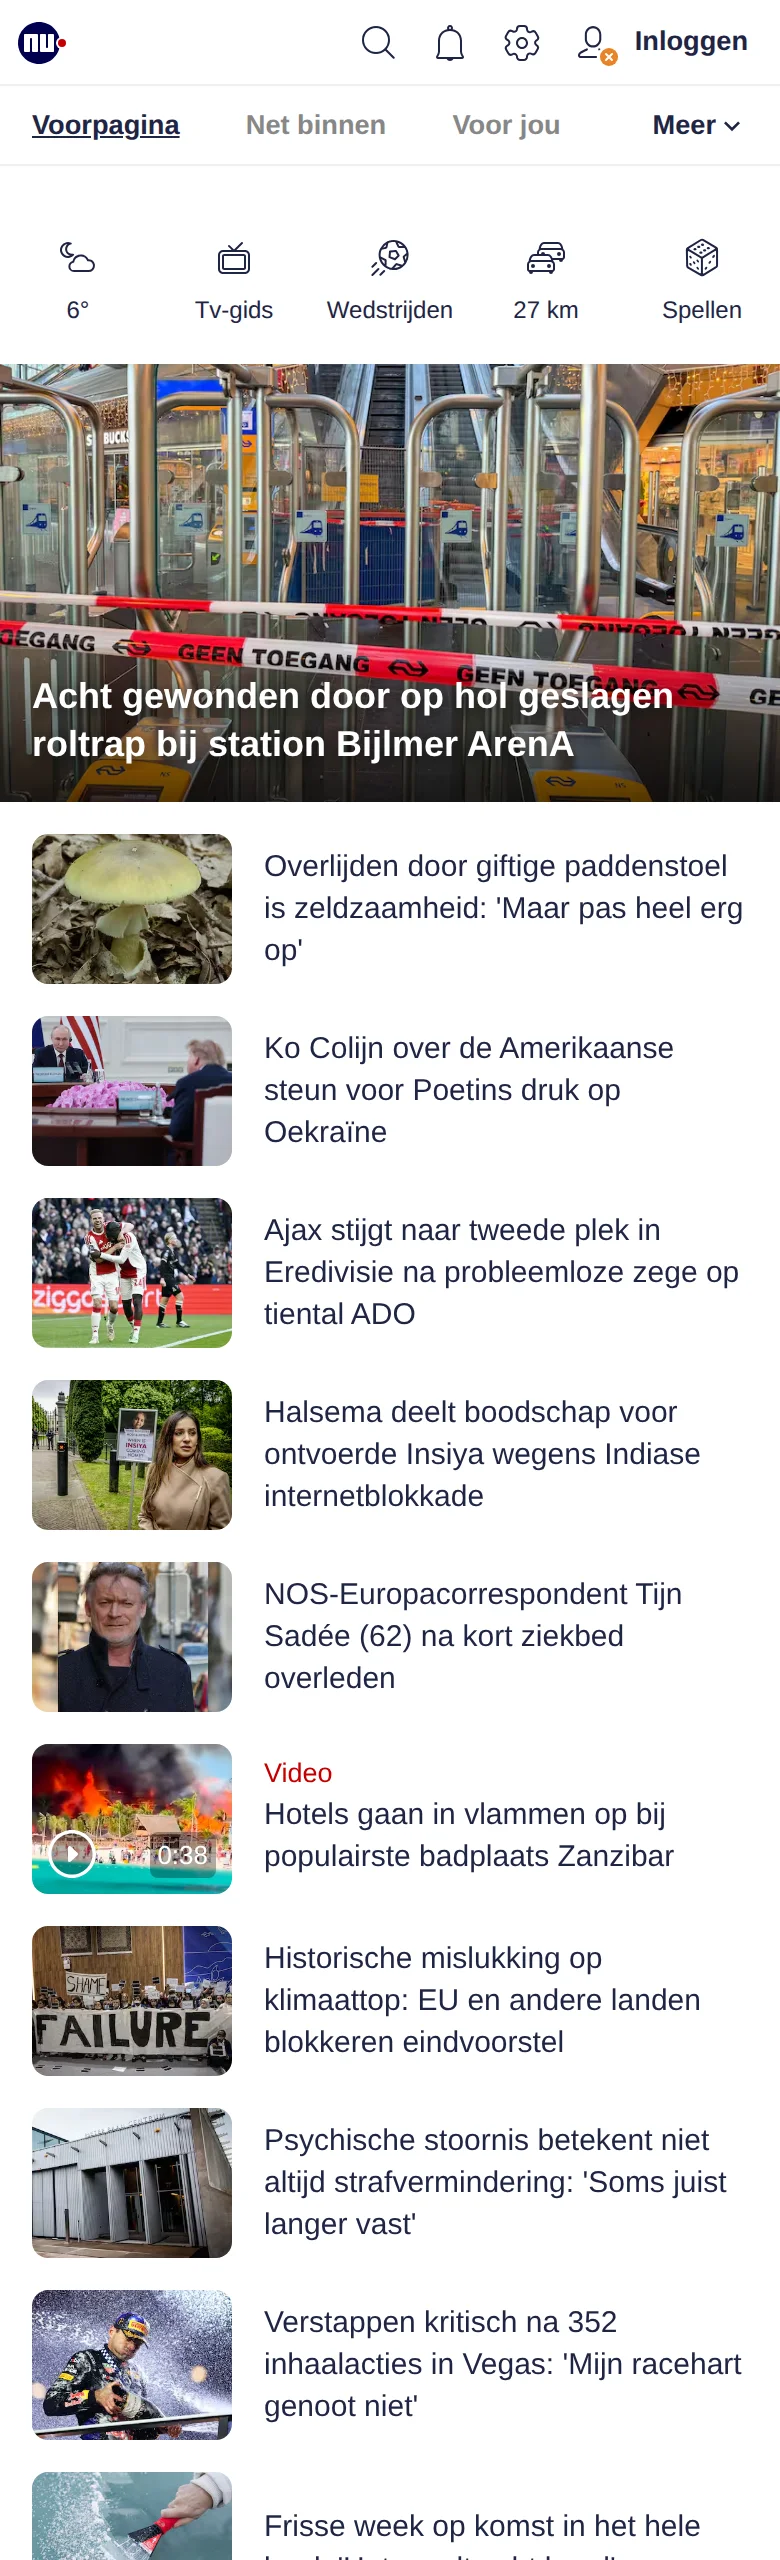 nu
Inloggen
Voorpagina
Net binnen
Voor jou
Meer
6°
Tv-gids
Wedstrijden
27 km
Spellen
GEEN TOEGANG
GEEN TOEGANG
Acht gewonden door op hol geslagen
roltrap bij station Bijlmer ArenA
Overlijden door giftige paddenstoel
is zeldzaamheid: 'Maar pas heel erg
op'
Ko Colijn over de Amerikaanse
steun voor Poetins druk op
Oekraïne
Ajax stijgt naar tweede plek in
Eredivisie na probleemloze zege op
tiental ADO
Halsema deelt boodschap voor
ontvoerde Insiya wegens Indiase
internetblokkade
INSIYA
NOS-Europacorrespondent Tijn
Sadée (62) na kort ziekbed
overleden
Video
Hotels gaan in vlammen op bij
populairste badplaats Zanzibar
0:38
Historische mislukking op
klimaattop: EU en andere landen
blokkeren eindvoorstel
SHAME
FAILURE
Psychische stoornis betekent niet
altijd strafvermindering: 'Soms juist
langer vast'
Verstappen kritisch na 352
inhaalacties in Vegas: 'Mijn racehart
genoot niet'
Frisse week op komst in het hele